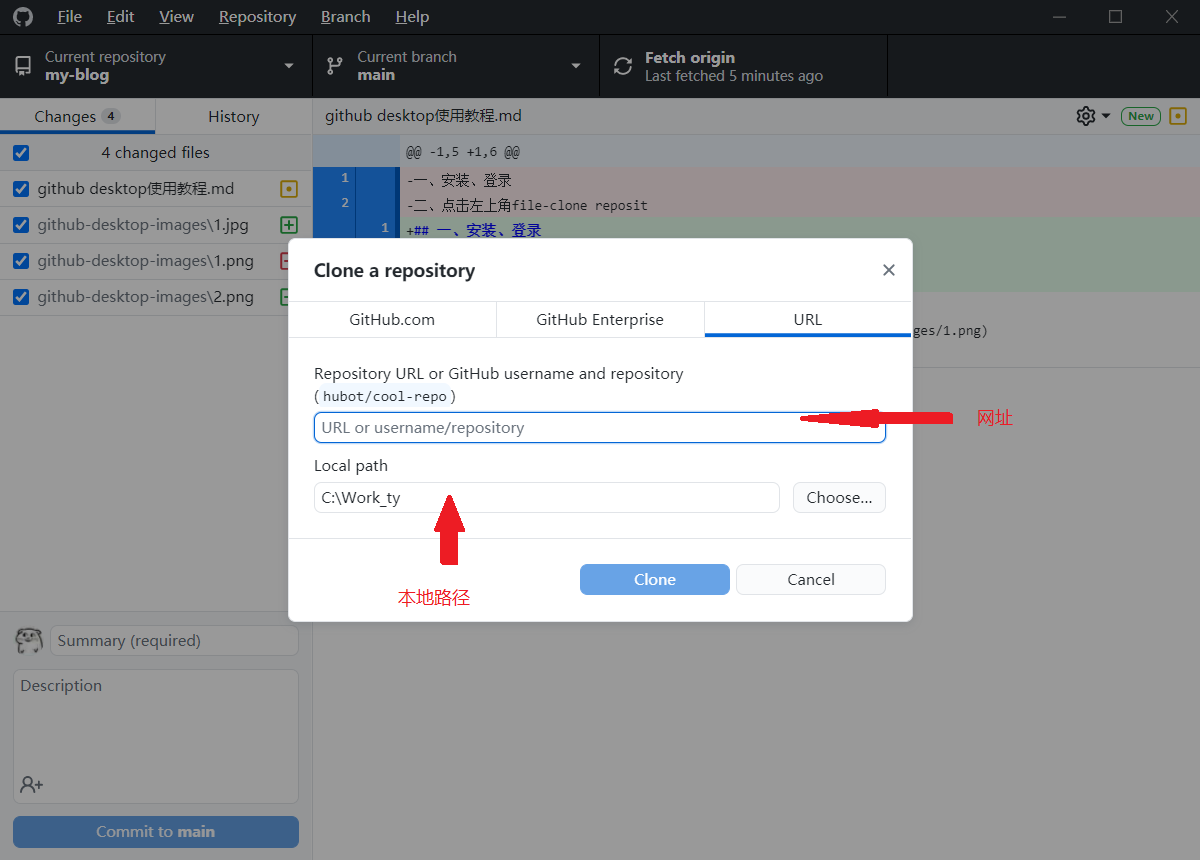 File Edit View Repository Branch Help
Current repository
my-blog
Current branch
main
Fetch origin
Last fetched 5 minutes ago
Changes 4
History
github desktop使用教程.md
New
4 changed files
github desktop使用教程.md
github-desktop-images\1.jpg
github-desktop-images\1.png
github-desktop-images\2.png
@@ -1,5 +1,6 @@
1 -一、安装、登录
2 -二、点击左上角file-clone reposit
1 +## 一、安装、登录
ges/1.png)
Clone a repository
GitHub.com
GitHub Enterprise
URL
Repository URL or GitHub username and repository
(hubot/cool-repo)
URL or username/repository
网址
Local path
C:\Work_ty
Choose...
本地路径
Clone
Cancel
Summary (required)
Description
Commit to main